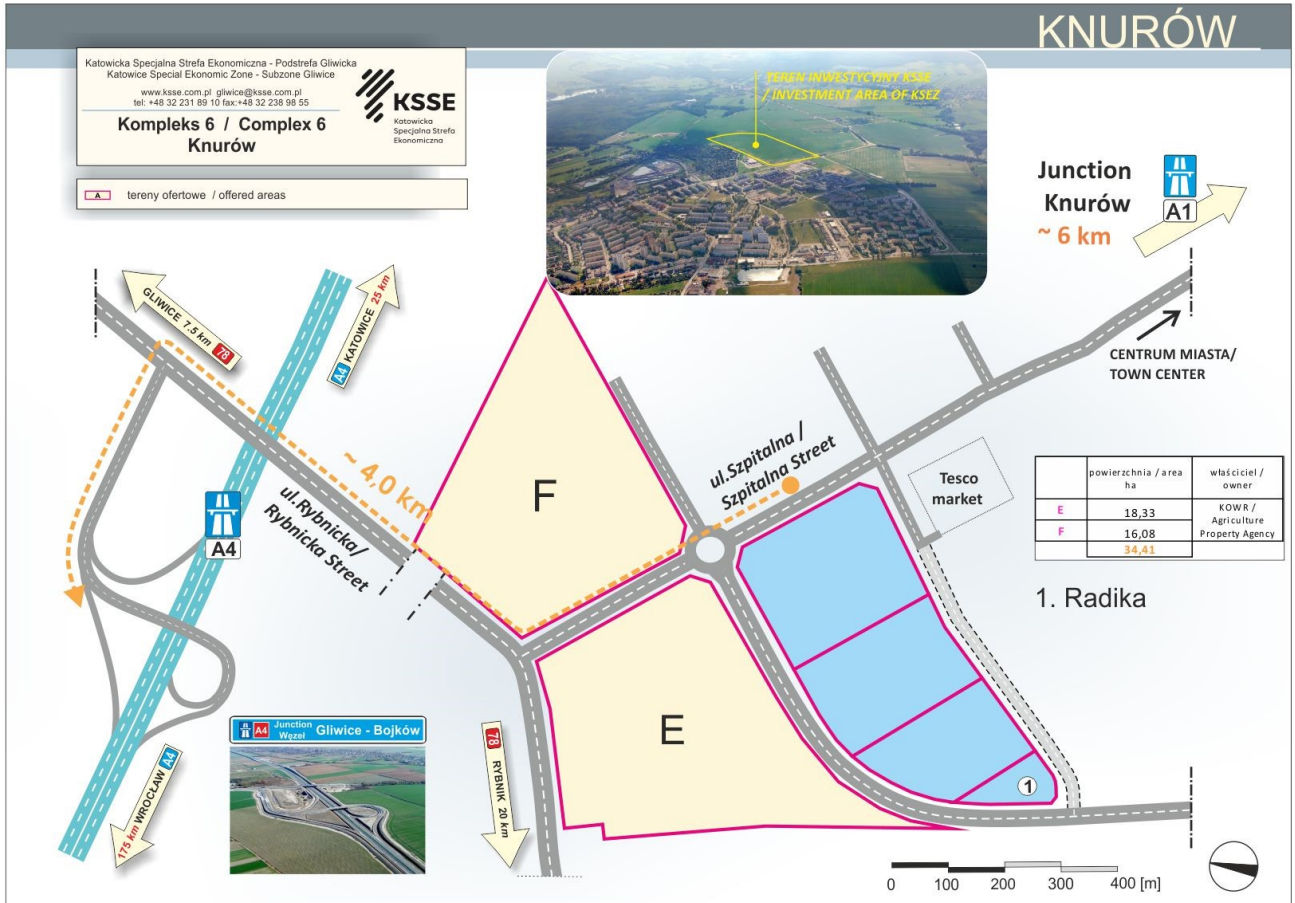 KNURÓW
Katowicka Specjalna Strefa Ekonomiczna - Podstrefa Gliwicka
Katowice Special Ekonomic Zone - Subzone Gliwice
www.ksse.com.pl gliwice@ksse.com.pl
tel: +48 32 231 89 10 fax:+48 32 238 98 55
Kompleks 6 / Complex 6
Knurów
KSSE
Katowicka
Specjalna Strefa
Ekonomiczna
A tereny ofertowe / offered areas
TEREN INWESTYCYJNY KSSE
/ INVESTMENT AREA OF KSEZ
Junction
Knurów
~ 6 km
A1
GLIWICE 7.5 km 78
A4 KATOWICE 25 km
CENTRUM MIASTA/
TOWN CENTER
~ 4,0 km
ul.Rybnicka/
Rybnicka Street
A4
F
ul.Szpitalna /
Szpitalna Street
Tesco
market
powierzchnia / area
ha
właściciel /
owner
E 18,33
F 16,08
34,41
KOWR /
Agriculture
Property Agency
1. Radika
E
1
A4 Junction
Węzeł Gliwice - Bojków
175 km WROCŁAW A4
78 RYBNIK 20 km
0 100 200 300 400 [m]